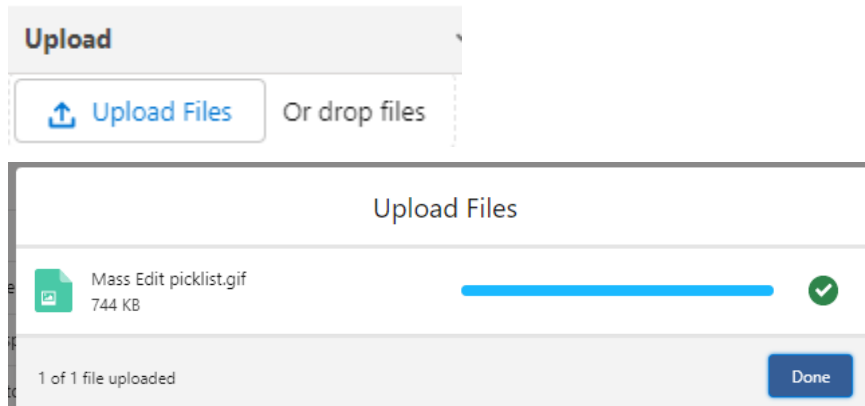 Upload
Upload Files
Or drop files
Upload Files
Mass Edit picklist.gif
744 KB
1 of 1 file uploaded
Done